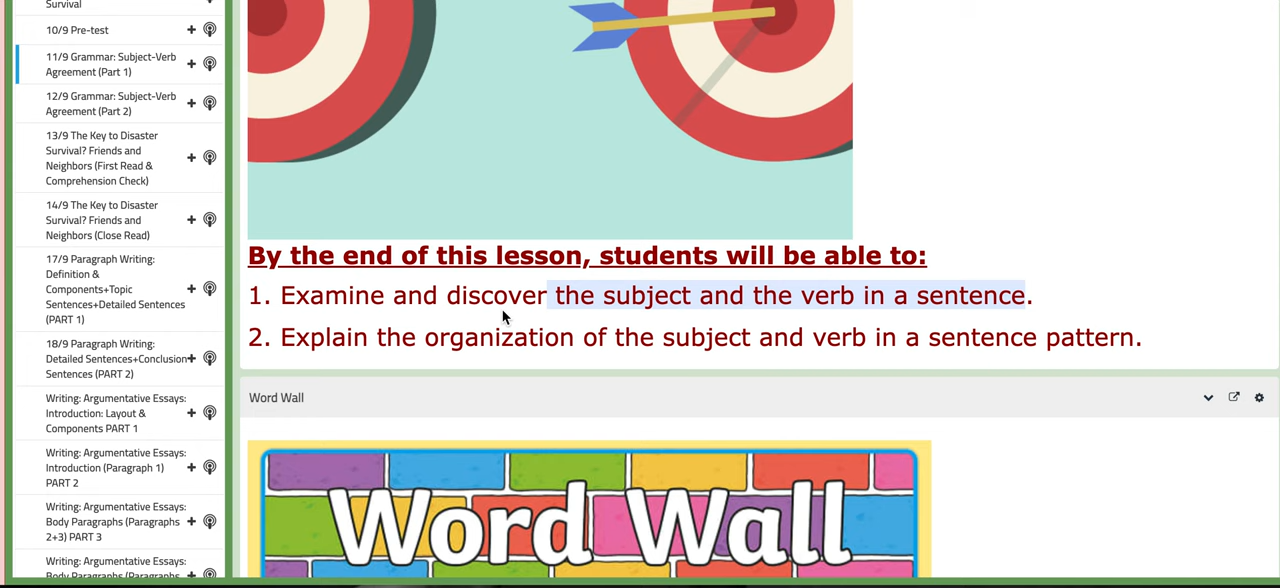 Survival
10/9 Pre-test
11/9 Grammar: Subject-Verb
Agreement (Part 1)
12/9 Grammar: Subject-Verb
Agreement (Part 2)
13/9 The Key to Disaster
Survival? Friends and
Neighbors (First Read &
Comprehension Check)
14/9 The Key to Disaster
Survival? Friends and
Neighbors (Close Read)
17/9 Paragraph Writing:
Definition &
Components+Topic
Sentences+Detailed Sentences
(PART 1)
18/9 Paragraph Writing:
Detailed Sentences+Conclusion
Sentences (PART 2)
Writing: Argumentative Essays:
Introduction: Layout &
Components PART 1
Writing: Argumentative Essays:
Introduction (Paragraph 1)
PART 2
Writing: Argumentative Essays:
Body Paragraphs (Paragraphs
2+3) PART 3
Writing: Argumentative Essays:
Body Paragraphs (Paragraphs
By the end of this lesson, students will be able to:
1. Examine and discover the subject and the verb in a sentence.
2. Explain the organization of the subject and verb in a sentence pattern.
Word Wall
Word Wall